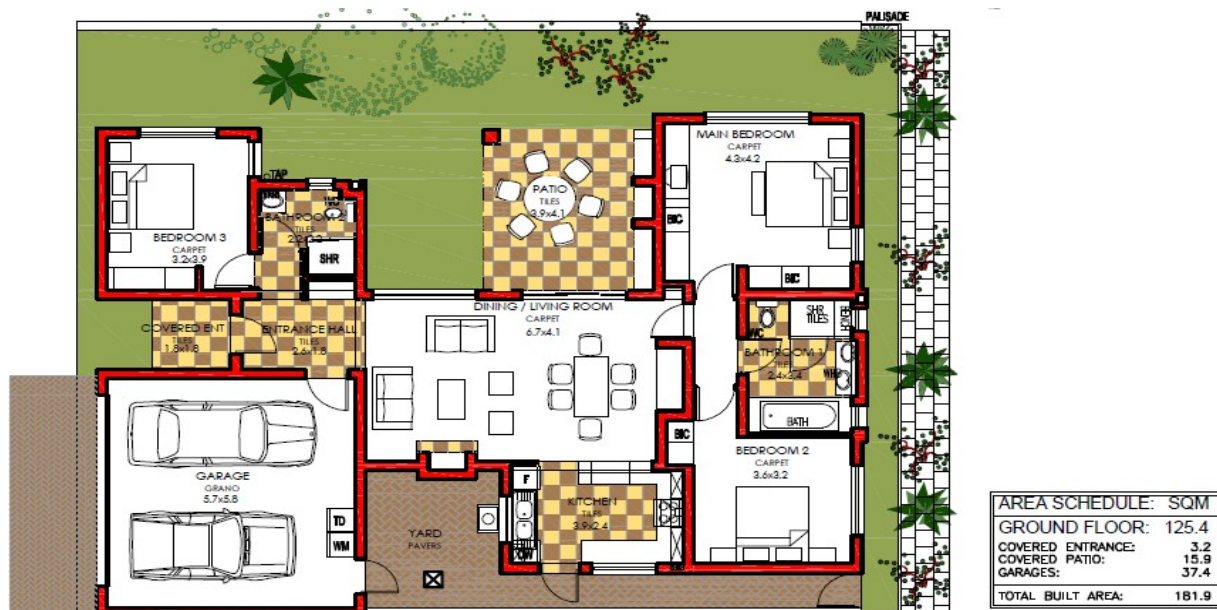 PALISADE
MAIN BEDROOM
CARPET
4.3x4.2
TAP
PATIO
TILES
3.9x4.1
BATHROOM 2
TILES
BEDROOM 3
CARPET
3.2x3.9
SHR
BIC
BIC
COVERED ENT
TILES
1.8x1.8
ENTRANCE HALL
TILES
2.6x1.8
DINING / LIVING ROOM
CARPET
6.7x4.1
SHR
TILES
BENCH
WC
BATHROOM 1
TILES
2.4x2.4
WHB
BATH
BIC
BEDROOM 2
CARPET
3.6x3.2
GARAGE
GRANO
5.7x5.8
TD
WM
YARD
PAVERS
F
KITCHEN
TILES
3.9x2.4
AREA SCHEDULE: SQM
GROUND FLOOR: 125.4
COVERED ENTRANCE: 3.2
COVERED PATIO: 15.9
GARAGES: 37.4
TOTAL BUILT AREA: 181.9